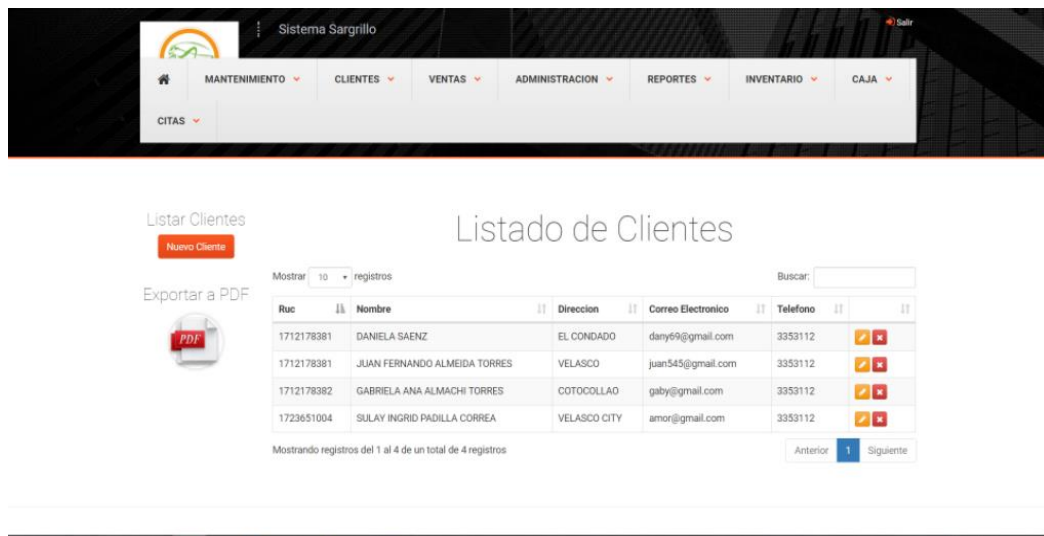 Sistema Sargrillo
Salir
MANTENIMIENTO CLIENTES VENTAS ADMINISTRACION REPORTES INVENTARIO CAJA
CITAS
Listar Clientes
Nuevo Cliente
Exportar a PDF
PDF
Listado de Clientes
Mostrar 10 registros Buscar:
Ruc Nombre Direccion Correo Electronico Telefono
1712178381 DANIELA SAENZ EL CONDADO dany69@gmail.com 3353112
1712178381 JUAN FERNANDO ALMEIDA TORRES VELASCO juan545@gmail.com 3353112
1712178382 GABRIELA ANA ALMACHI TORRES COTOCOLLAO gaby@gmail.com 3353112
1723651004 SULAY INGRID PADILLA CORREA VELASCO CITY amor@gmail.com 3353112
Mostrando registros del 1 al 4 de un total de 4 registros
Anterior 1 Siguiente